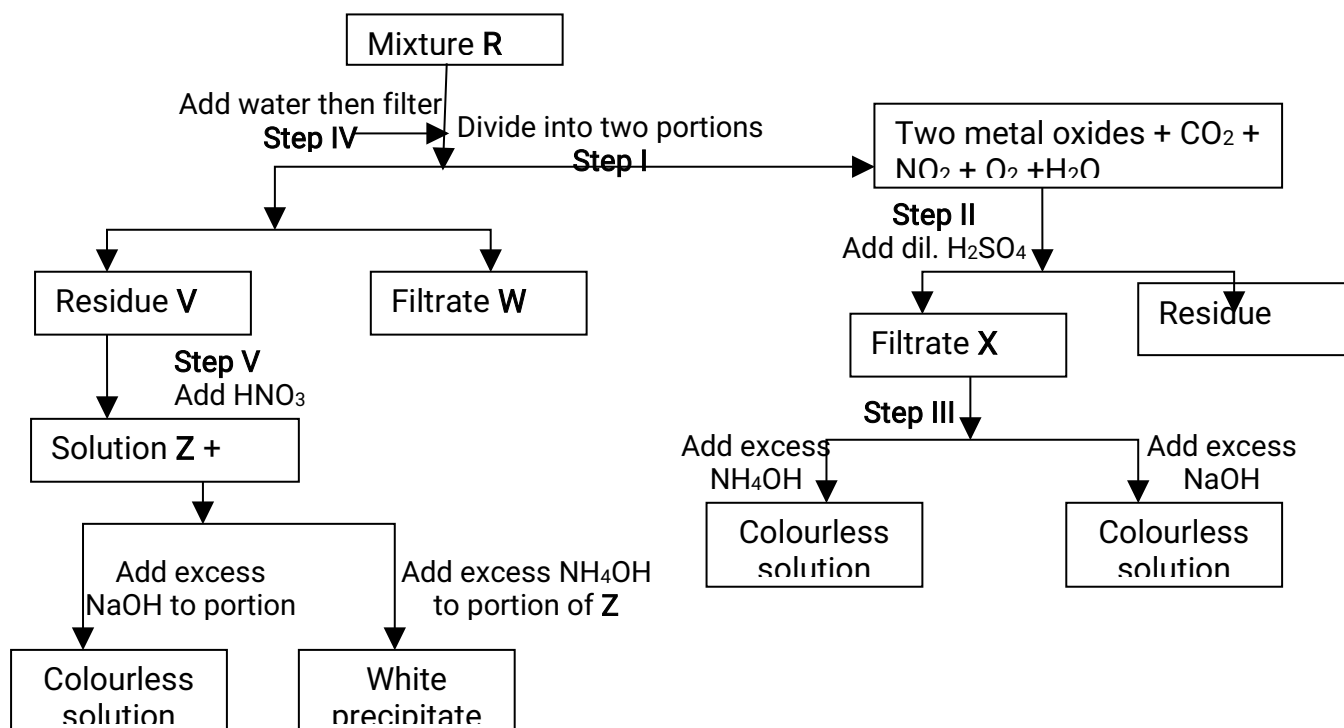 Mixture R
Add water then filter
Step IV
Divide into two portions
Step I
Two metal oxides + CO₂ +
NO₂ + O₂ +H₂O
Step II
Add dil. H₂SO₄
Residue V
Filtrate W
Filtrate X
Residue
Step V
Add HNO₃
Step III
Solution Z +
Add excess
NH₄OH
Add excess
NaOH
Colourless
solution
Colourless
solution
Add excess
NaOH to portion
Add excess NH₄OH
to portion of Z
Colourless
solution
White
precipitate